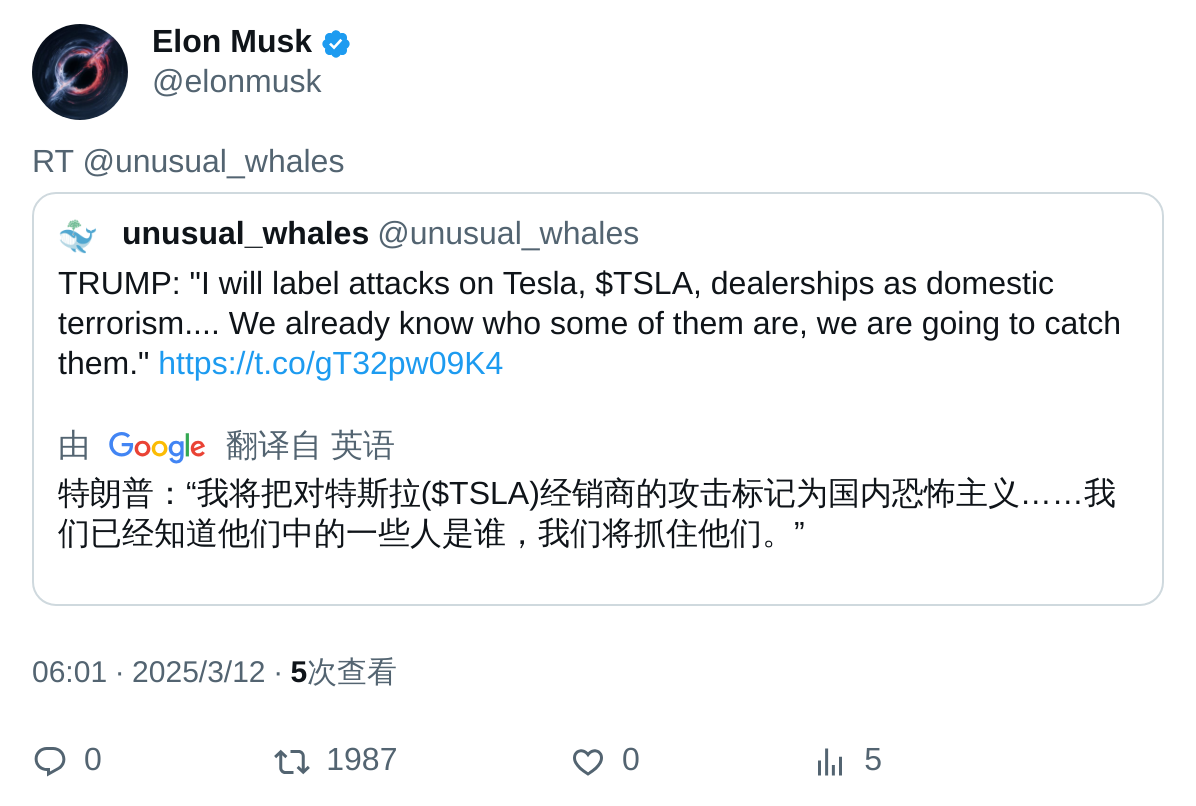 Elon Musk
@elonmusk
RT @unusual_whales
unusual_whales @unusual_whales
TRUMP: "I will label attacks on Tesla, $TSLA, dealerships as domestic
terrorism.... We already know who some of them are, we are going to catch
them." https://t.co/gT32pw09K4
由 Google 翻译自 英语
特朗普：“我将把对特斯拉($TSLA)经销商的攻击标记为国内恐怖主义……我
们已经知道他们中的一些人是谁，我们将抓住他们。”
06:01 · 2025/3/12 · 5次查看
0 1987 0 5